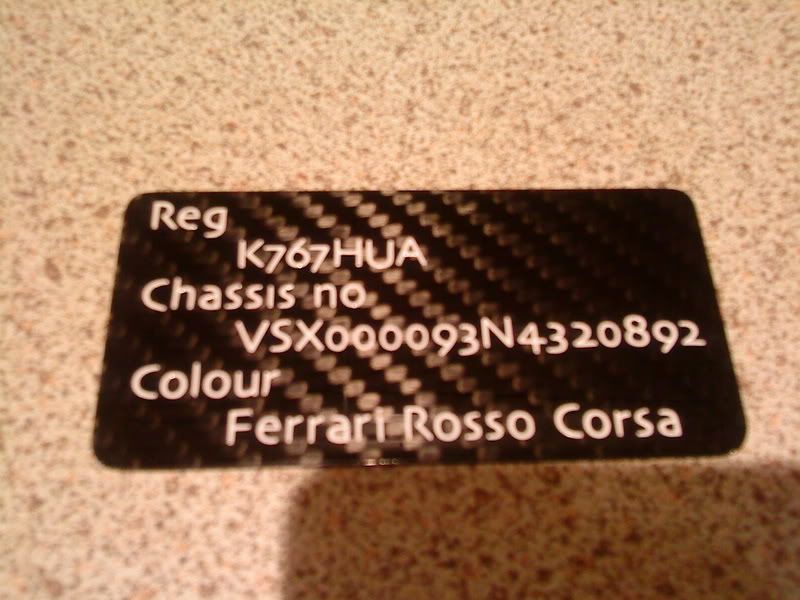 Reg
K767HUA
Chassis no
VSX000093N4320892
Colour
Ferrari Rosso Corsa